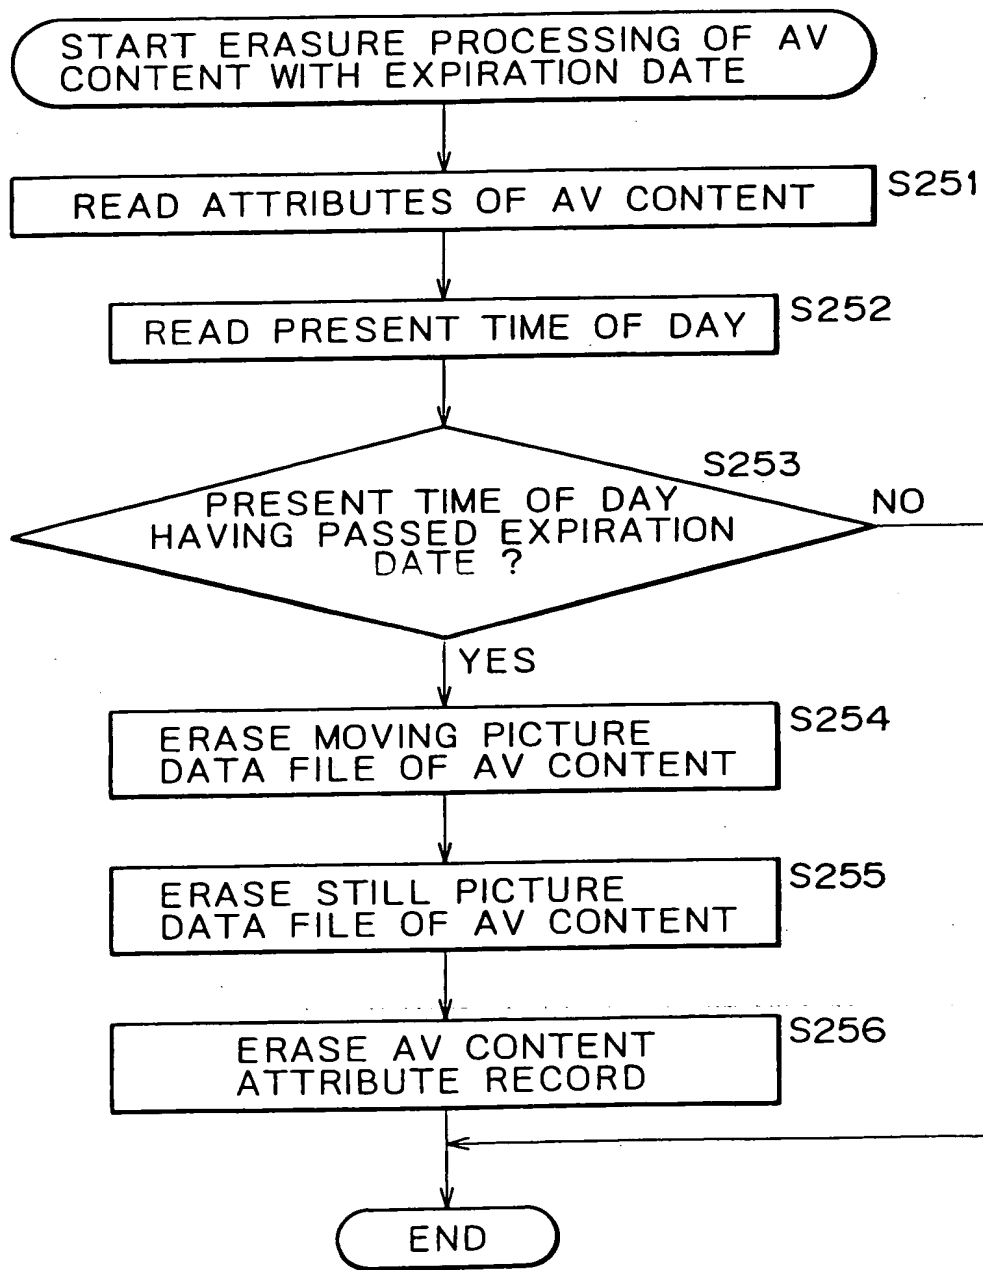 START ERASURE PROCESSING OF AV
CONTENT WITH EXPIRATION DATE
READ ATTRIBUTES OF AV CONTENT
S251
READ PRESENT TIME OF DAY
S252
S253
PRESENT TIME OF DAY
HAVING PASSED EXPIRATION
DATE ?
NO
YES
ERASE MOVING PICTURE
DATA FILE OF AV CONTENT
S254
ERASE STILL PICTURE
DATA FILE OF AV CONTENT
S255
ERASE AV CONTENT
ATTRIBUTE RECORD
S256
END